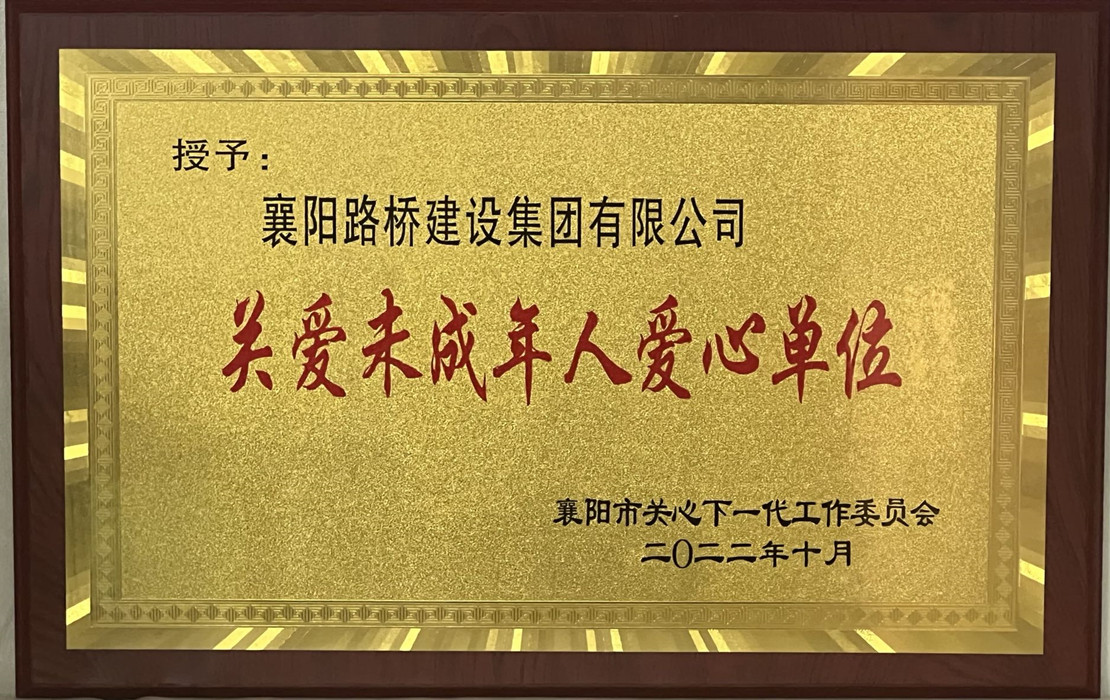 授予：
襄阳路桥建设集团有限公司
关爱未成年人爱心单位
襄阳市关心下一代工作委员会
二〇二二年十月